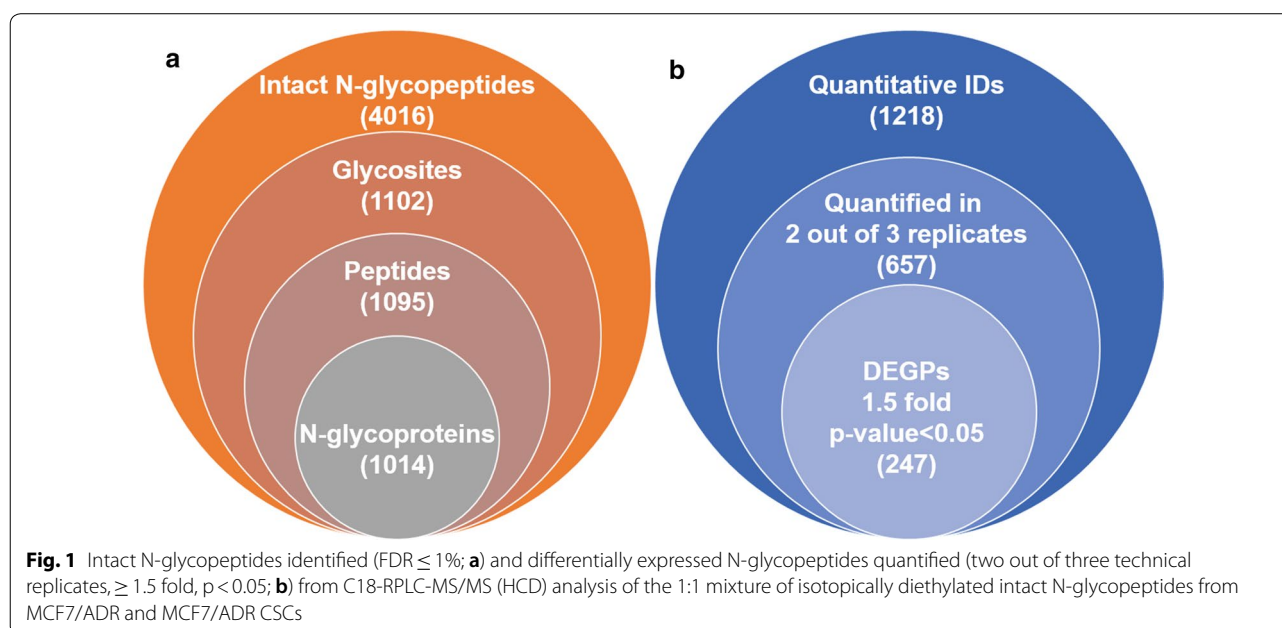 a
Intact N-glycopeptides
(4016)
Glycosites
(1102)
Peptides
(1095)
N-glycoproteins
(1014)
b
Quantitative IDs
(1218)
Quantified in
2 out of 3 replicates
(657)
DEGPs
1.5 fold
p-value<0.05
(247)
Fig. 1 Intact N-glycopeptides identified (FDR ≤ 1%; a) and differentially expressed N-glycopeptides quantified (two out of three technical
replicates, ≥ 1.5 fold, p < 0.05; b) from C18-RPLC-MS/MS (HCD) analysis of the 1:1 mixture of isotopically diethylated intact N-glycopeptides from
MCF7/ADR and MCF7/ADR CSCs